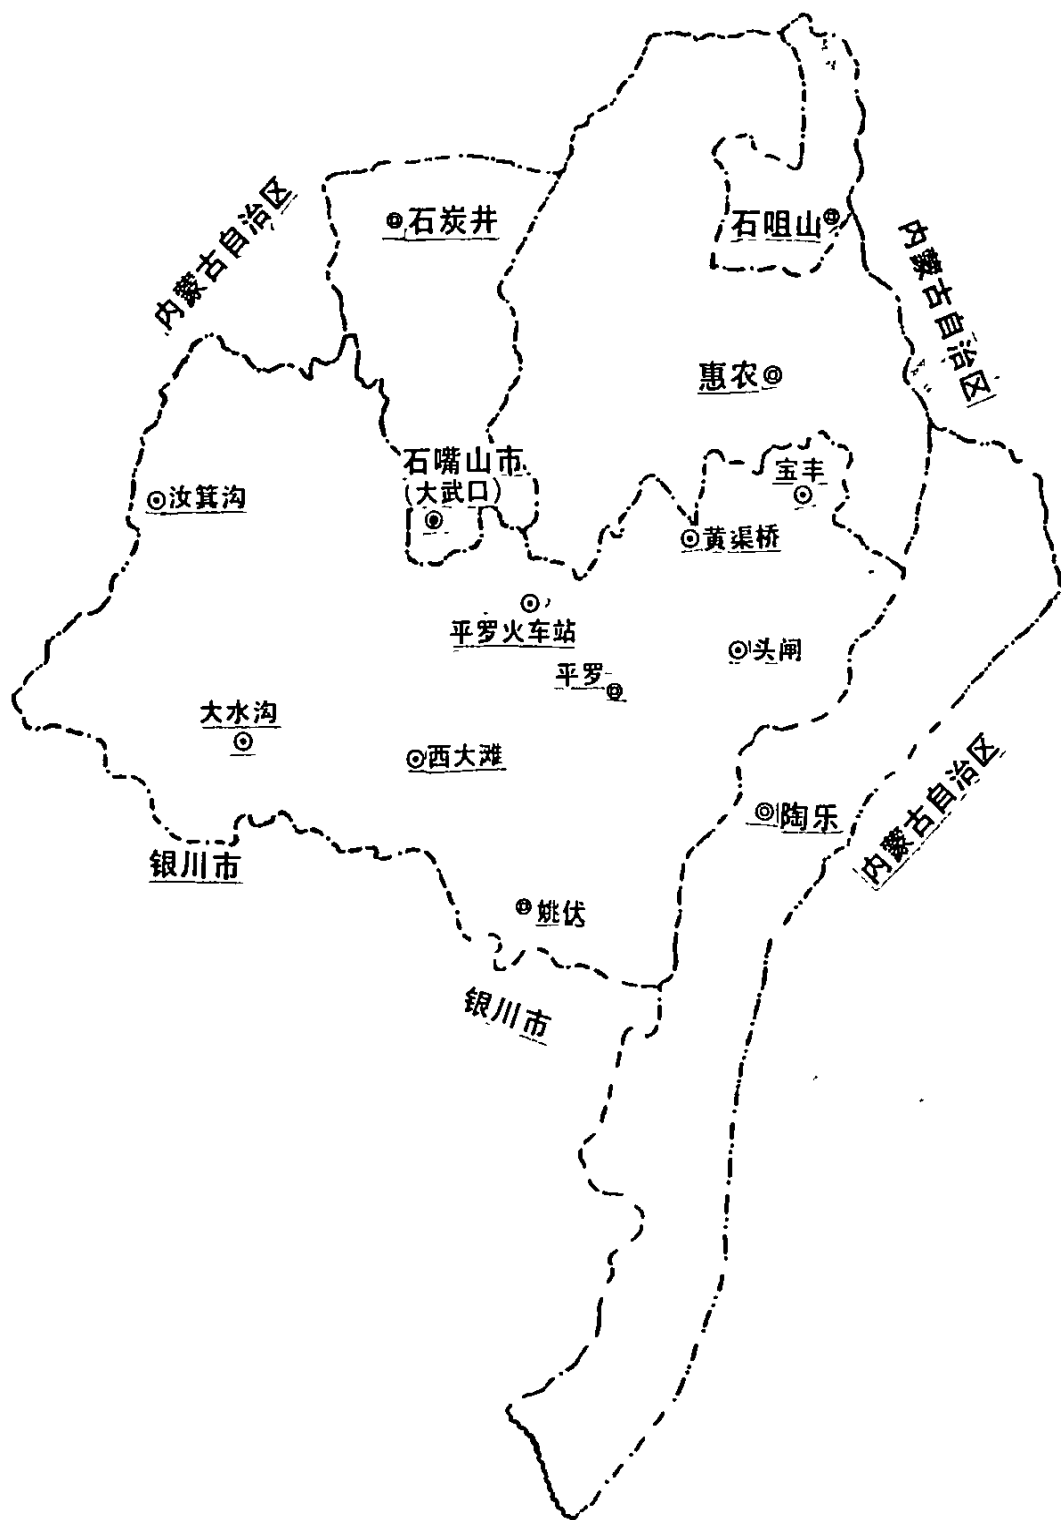 内蒙古自治区
石炭井
石咀山
内蒙古自治区
惠农
石嘴山市
(大武口)
宝丰
汝箕沟
黄渠桥
平罗火车站
头闸
平罗
大水沟
西大滩
陶乐
内蒙古自治区
银川市
姚伏
银川市